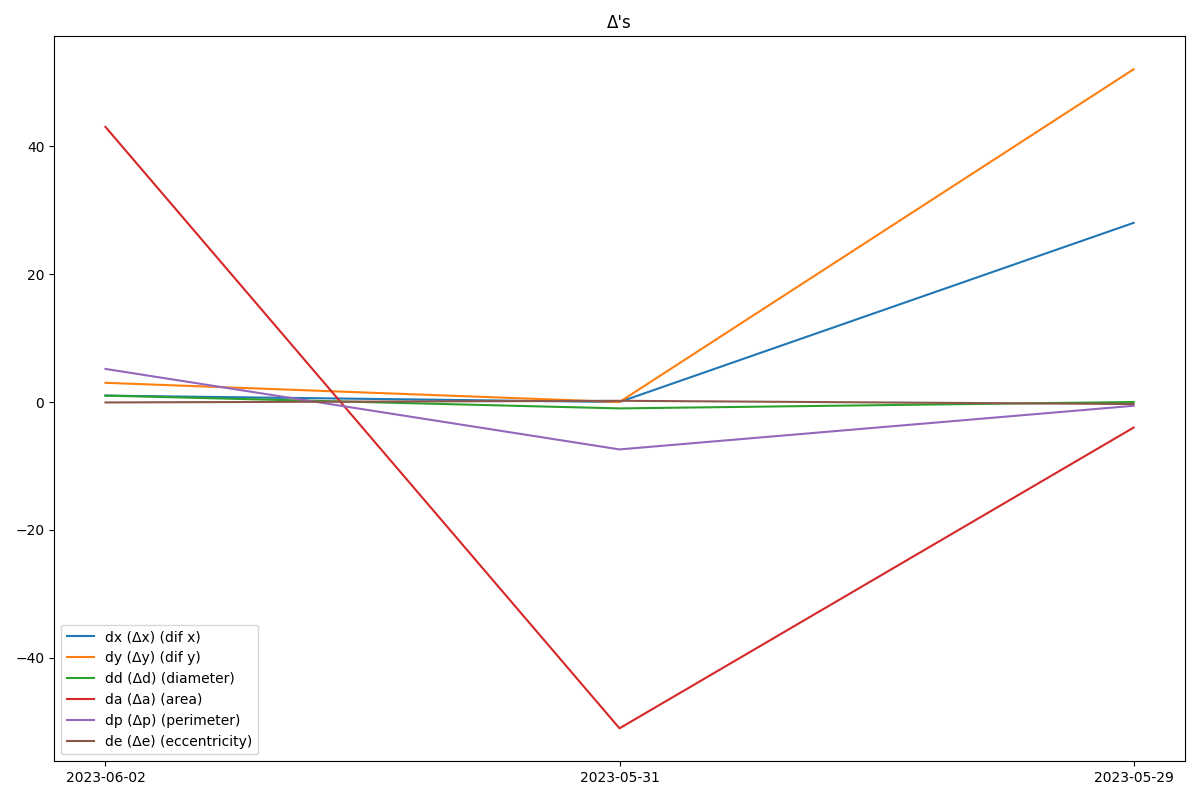 Δ's
40
20
0
−20
−40
dx (Δx) (dif x)
dy (Δy) (dif y)
dd (Δd) (diameter)
da (Δa) (area)
dp (Δp) (perimeter)
de (Δe) (eccentricity)
2023-06-02 2023-05-31 2023-05-29